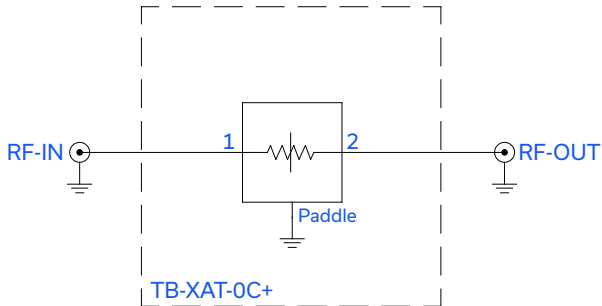 RF-IN
1
2
RF-OUT
Paddle
TB-XAT-0C+